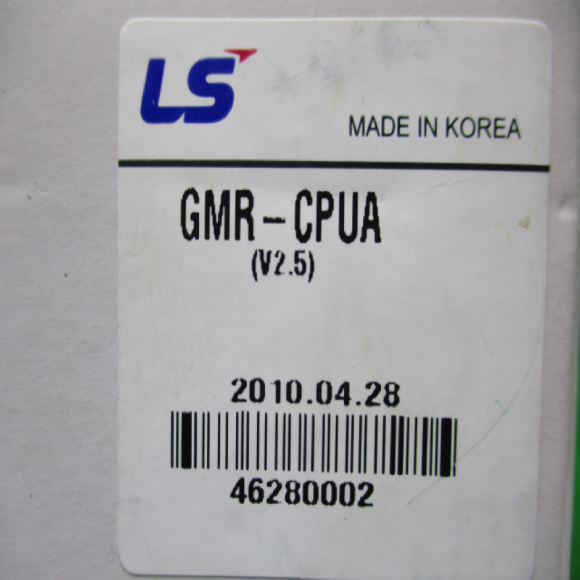 LS
MADE IN KOREA
GMR-CPUA
(V2.5)
2010.04.28
46280002